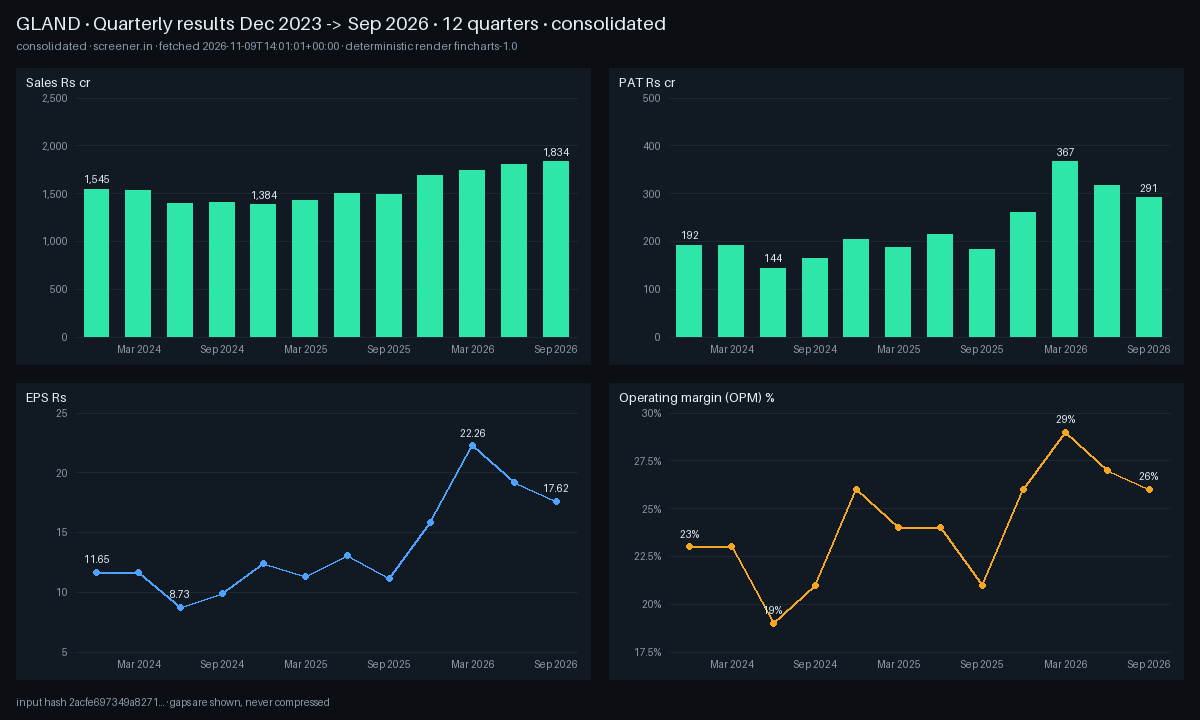 GLAND · Quarterly results Dec 2023 -> Sep 2026 · 12 quarters · consolidated
consolidated · screener.in · fetched 2026-11-09T14:01:01+00:00 · deterministic render fincharts-1.0
Sales Rs cr
2,500
2,000
1,500
1,000
500
0
1,545
1,384
1,834
Mar 2024
Sep 2024
Mar 2025
Sep 2025
Mar 2026
Sep 2026
PAT Rs cr
500
400
300
200
100
0
192
144
367
291
Mar 2024
Sep 2024
Mar 2025
Sep 2025
Mar 2026
Sep 2026
EPS Rs
25
20
15
10
5
11.65
8.73
22.26
17.62
Mar 2024
Sep 2024
Mar 2025
Sep 2025
Mar 2026
Sep 2026
Operating margin (OPM) %
30%
27.5%
25%
22.5%
20%
17.5%
23%
19%
29%
26%
Mar 2024
Sep 2024
Mar 2025
Sep 2025
Mar 2026
Sep 2026
input hash 2acfe697349a8271… · gaps are shown, never compressed